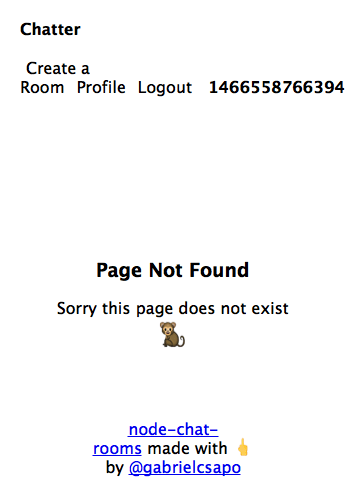 Chatter
Create a
Room Profile Logout 1466558766394
Page Not Found
Sorry this page does not exist
🐒
node-chat-
rooms made with 👆
by @gabrielcsapo